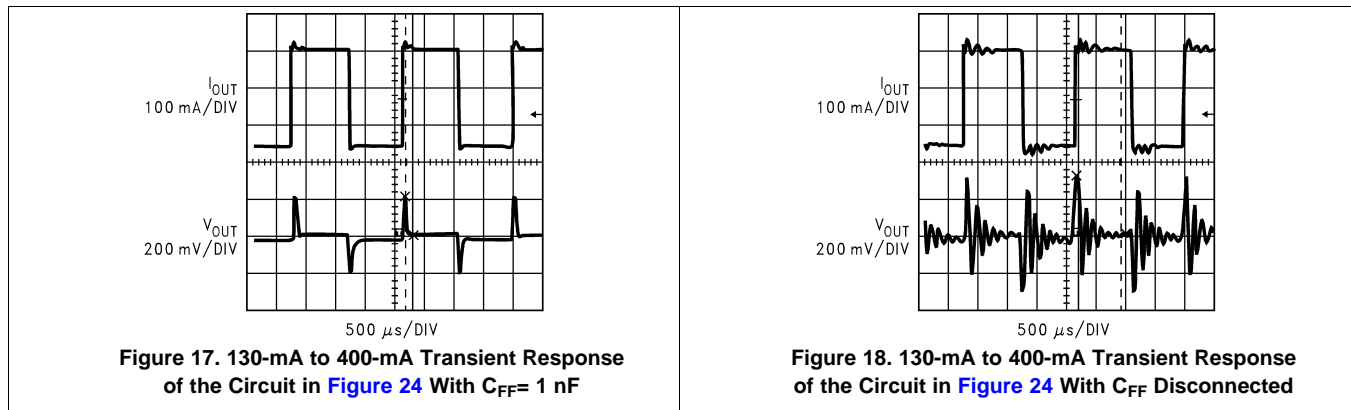 I_OUT
100 mA/DIV
V_OUT
200 mV/DIV
500 μs/DIV
Figure 17. 130-mA to 400-mA Transient Response
of the Circuit in Figure 24 With C_FF= 1 nF
I_OUT
100 mA/DIV
V_OUT
200 mV/DIV
500 μs/DIV
Figure 18. 130-mA to 400-mA Transient Response
of the Circuit in Figure 24 With C_FF Disconnected